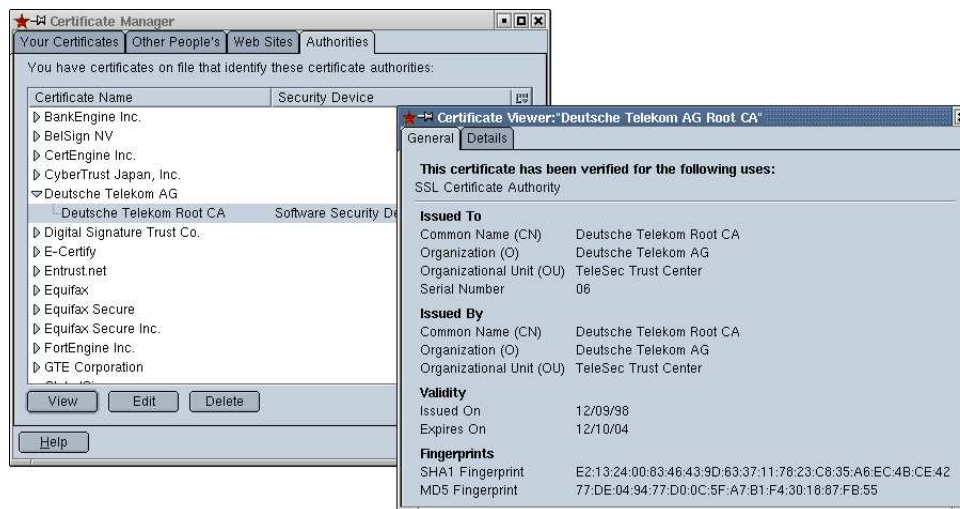 Certificate Manager
Your Certificates Other People's Web Sites Authorities
You have certificates on file that identify these certificate authorities:
Certificate Name Security Device
BankEngine Inc.
BelSign NV
CertEngine Inc.
CyberTrust Japan, Inc.
Deutsche Telekom AG
Deutsche Telekom Root CA Software Security De
Digital Signature Trust Co.
E-Certify
Entrust.net
Equifax
Equifax Secure
Equifax Secure Inc.
FortEngine Inc.
GTE Corporation
View Edit Delete
Help
Certificate Viewer:"Deutsche Telekom AG Root CA"
General Details
This certificate has been verified for the following uses:
SSL Certificate Authority
Issued To
Common Name (CN) Deutsche Telekom Root CA
Organization (O) Deutsche Telekom AG
Organizational Unit (OU) TeleSec Trust Center
Serial Number 06
Issued By
Common Name (CN) Deutsche Telekom Root CA
Organization (O) Deutsche Telekom AG
Organizational Unit (OU) TeleSec Trust Center
Validity
Issued On 12/09/98
Expires On 12/10/04
Fingerprints
SHA1 Fingerprint E2:13:24:00:83:46:43:9D:63:37:11:78:23:C8:35:A6:EC:4B:CE:42
MD5 Fingerprint 77:DE:04:94:77:D0:0C:5F:A7:B1:F4:30:18:87:FB:55